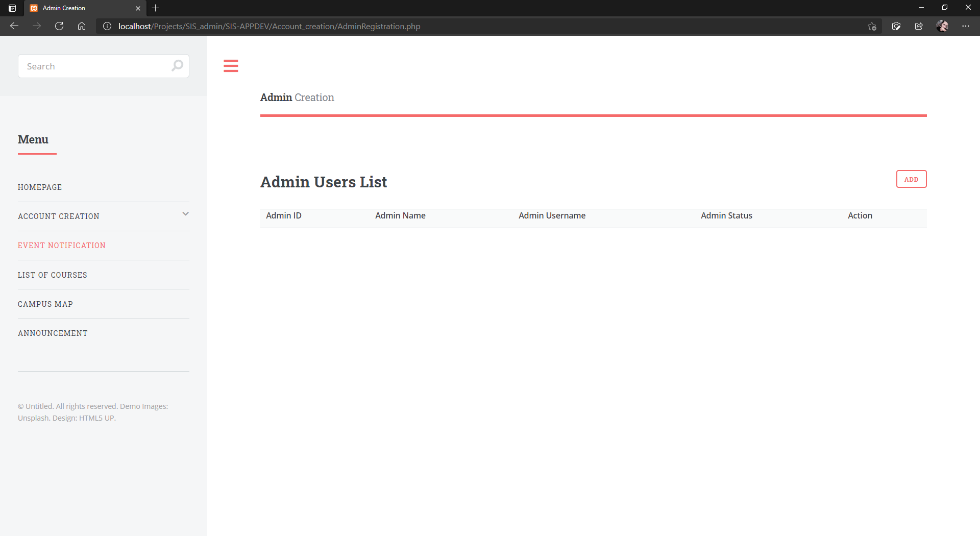 Admin Creation
localhost/Projects/SIS_admin/SIS-APPDEV/Account_creation/AdminRegistration.php
Search
Menu
HOMEPAGE
ACCOUNT CREATION
EVENT NOTIFICATION
LIST OF COURSES
CAMPUS MAP
ANNOUNCEMENT
© Untitled. All rights reserved. Demo Images:
Unsplash. Design: HTML5 UP.
Admin Creation
Admin Users List
ADD
Admin ID Admin Name Admin Username Admin Status Action